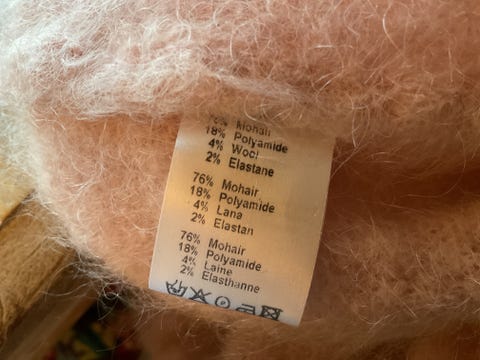 76% Mohair
18% Polyamide
4% Wool
2% Elastane
76% Mohair
18% Polyamide
4% Lana
2% Elastan
76% Mohair
18% Polyamide
4% Laine
2% Elasthanne